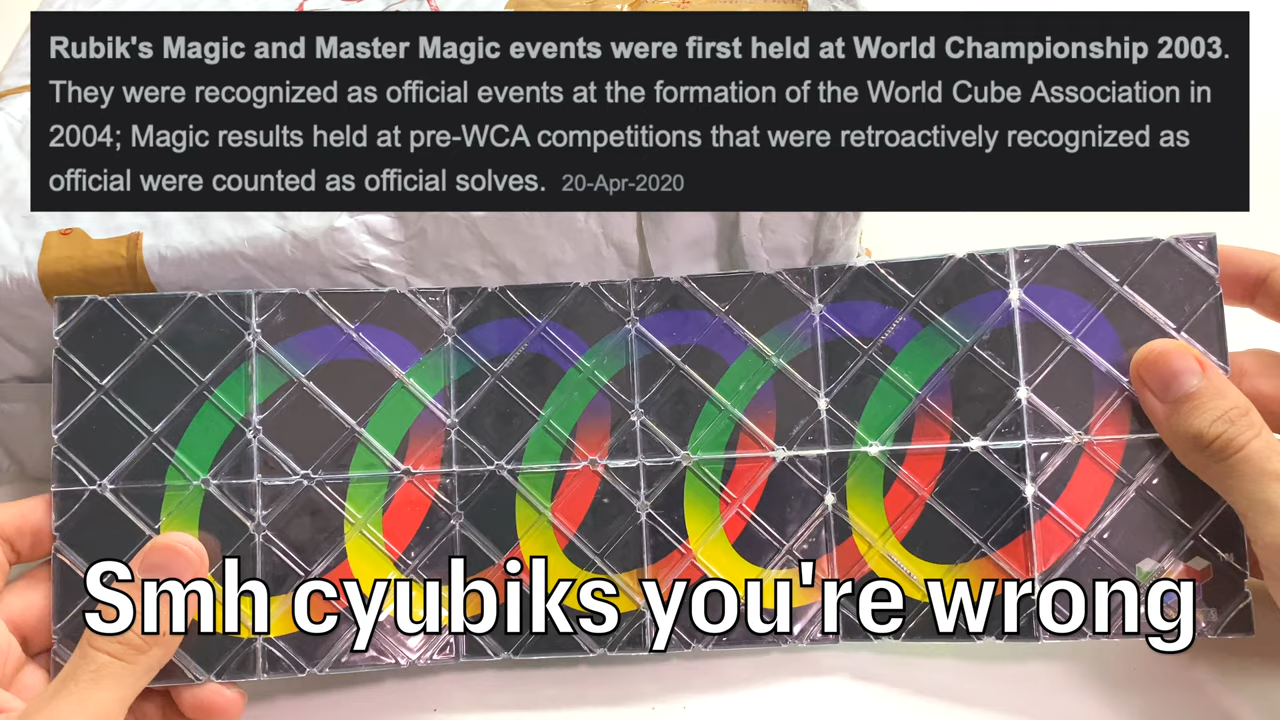 Rubik's Magic and Master Magic events were first held at World Championship 2003.
They were recognized as official events at the formation of the World Cube Association in
2004; Magic results held at pre-WCA competitions that were retroactively recognized as
official were counted as official solves. 20-Apr-2020
Smh cyubiks you're wrong